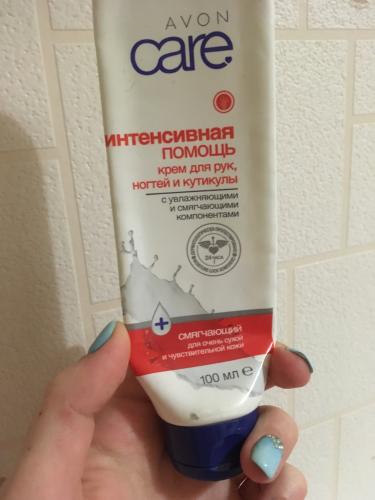 AVON
care
интенсивная
ПОМОЩЬ
крем для рук,
ногтей и кутикулы
с увлажняющими
и смягчающими
компонентами
24 ЧАСА
смягчающий
для очень сухой
и чувствительной кожи
100 мл e